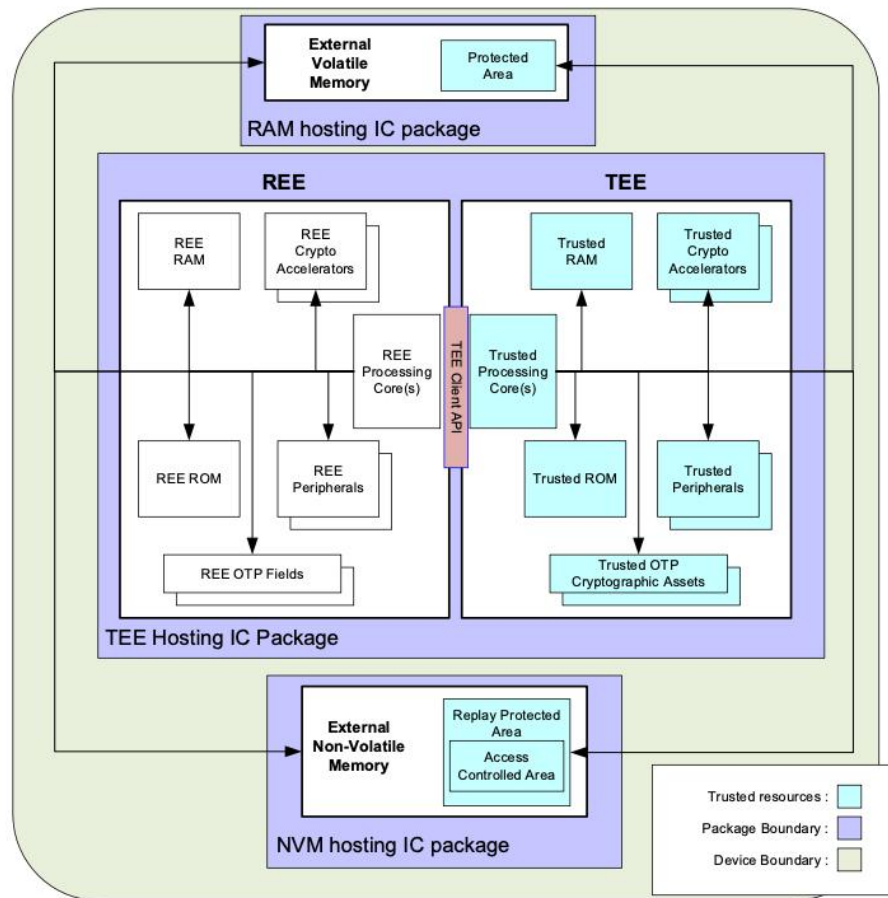 External
Volatile
Memory
Protected
Area
RAM hosting IC package
REE
TEE
REE
RAM
REE
Crypto
Accelerators
Trusted
RAM
Trusted
Crypto
Accelerators
REE
Processing
Core(s)
TEE Client API
Trusted
Processing
Core(s)
REE ROM
REE
Peripherals
Trusted ROM
Trusted
Peripherals
REE OTP Fields
Trusted OTP
Cryptographic Assets
TEE Hosting IC Package
External
Non-Volatile
Memory
Replay Protected
Area
Access
Controlled Area
NVM hosting IC package
Trusted resources :
Package Boundary :
Device Boundary :